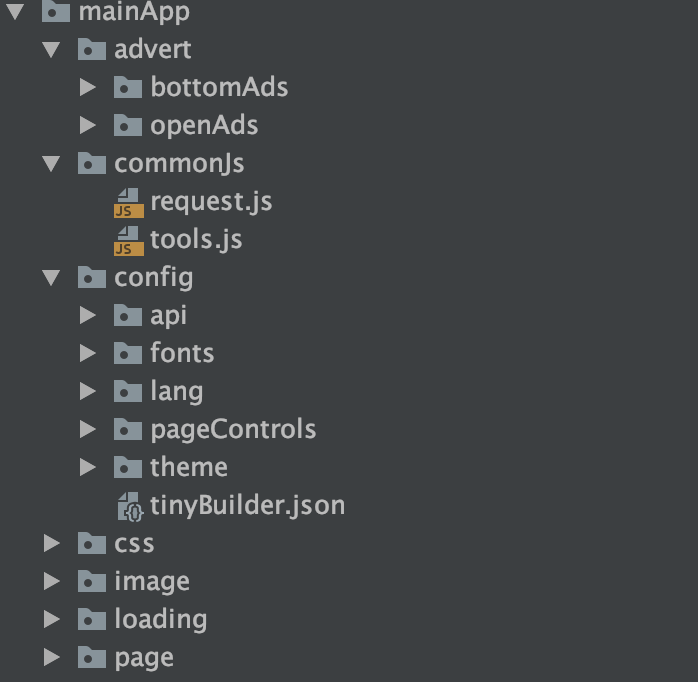 mainApp
advert
bottomAds
openAds
commonJs
JS request.js
JS tools.js
config
api
fonts
lang
pageControls
theme
{} tinyBuilder.json
css
image
loading
page